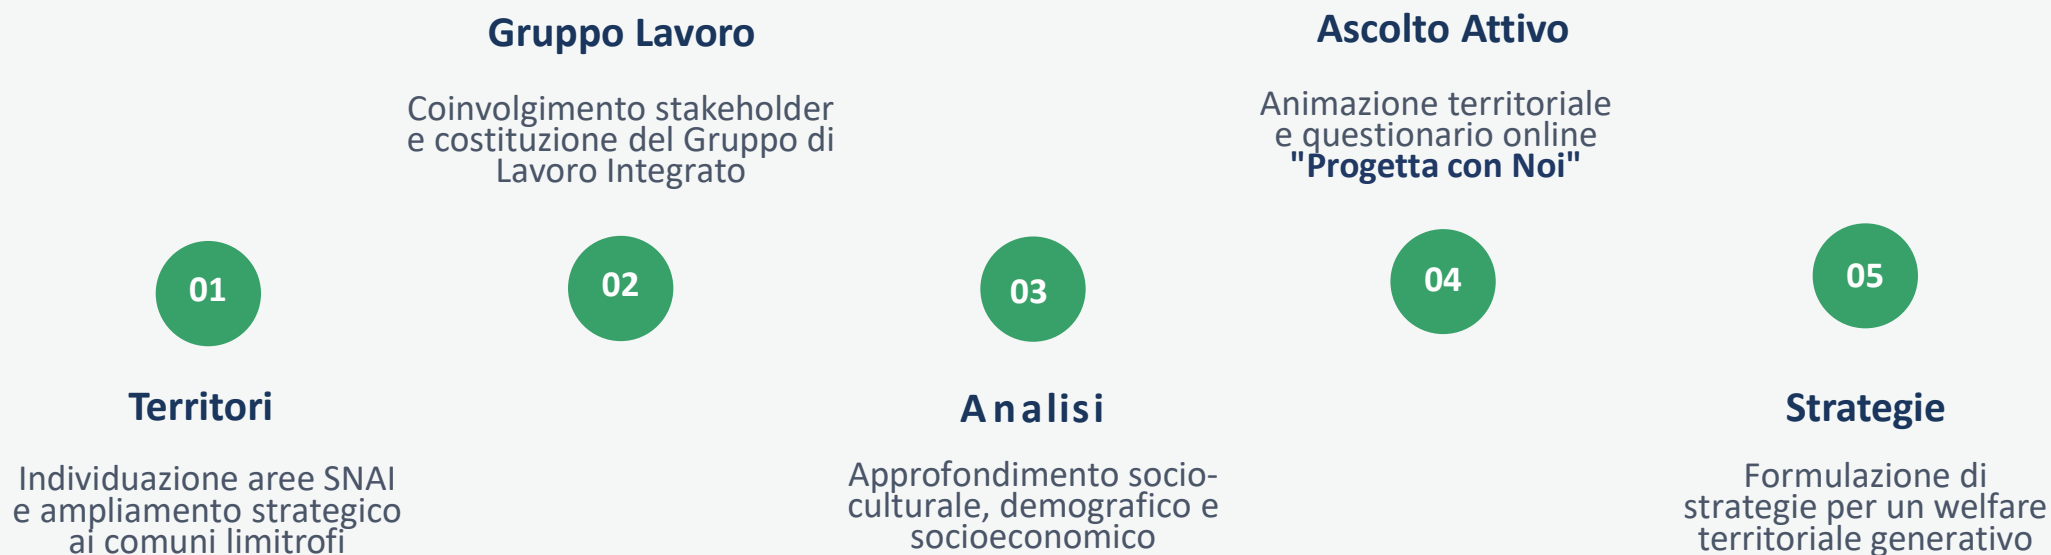 01
Territori
Individuazione aree SNAI
e ampliamento strategico
ai comuni limitrofi
Gruppo Lavoro
Coinvolgimento stakeholder
e costituzione del Gruppo di
Lavoro Integrato
02
03
Analisi
Approfondimento socio-
culturale, demografico e
socioeconomico
Ascolto Attivo
Animazione territoriale
e questionario online
"Progetta con Noi"
04
05
Strategie
Formulazione di
strategie per un welfare
territoriale generativo